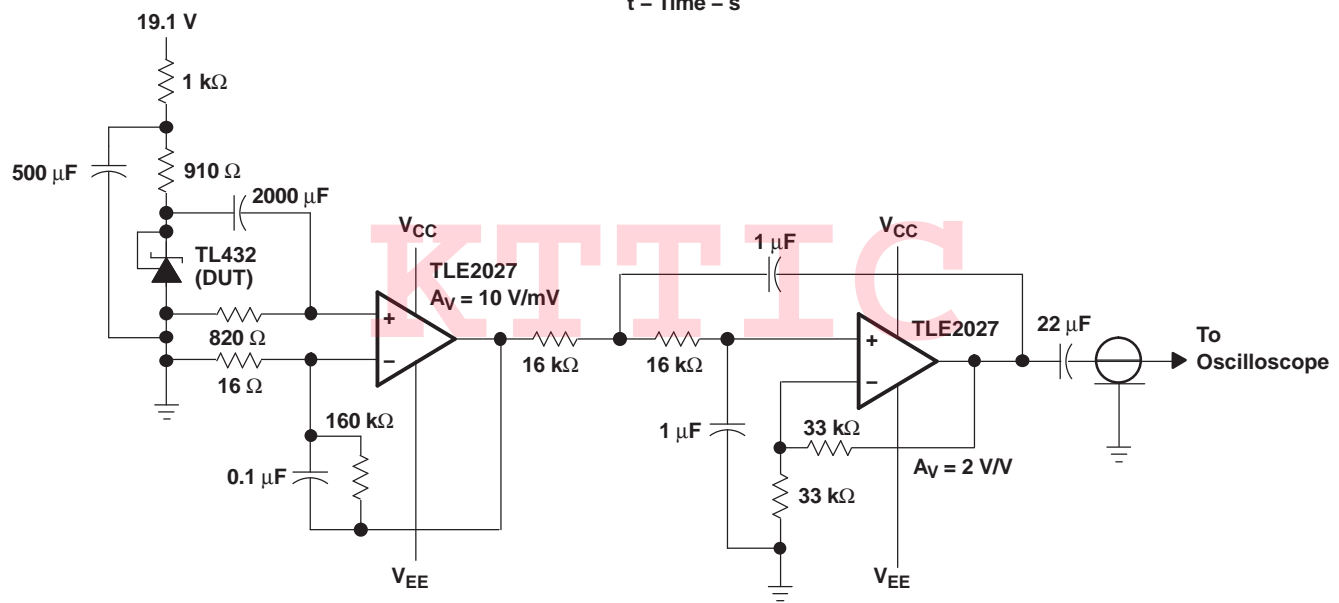 t – Time – s
19.1 V
1 kΩ
500 μF
910 Ω
2000 μF
TL432
(DUT)
820 Ω
16 Ω
160 kΩ
0.1 μF
VCC
TLE2027
AV = 10 V/mV
+
–
VEE
16 kΩ
16 kΩ
1 μF
1 μF
VCC
TLE2027
+
–
33 kΩ
AV = 2 V/V
33 kΩ
VEE
22 μF
To
Oscilloscope
KTTIC